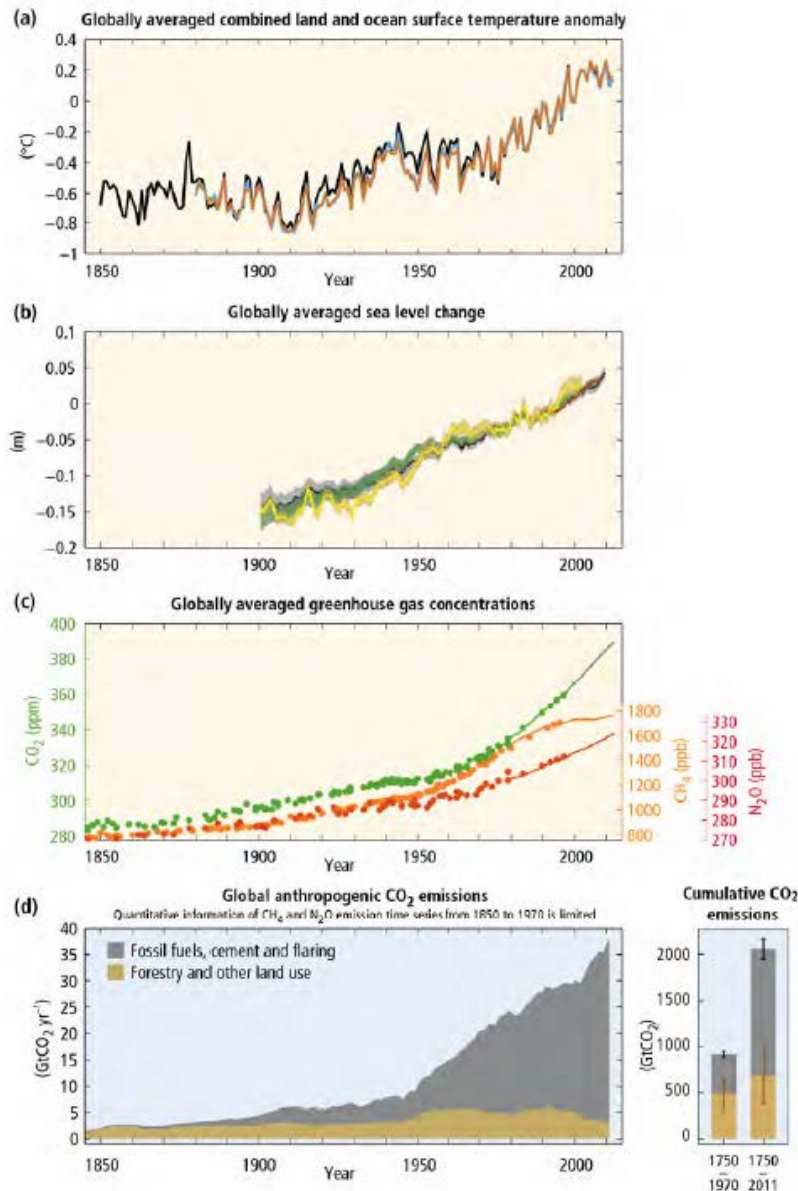 (a) Globally averaged combined land and ocean surface temperature anomaly
0.4
0.2
0
−0.2
−0.4
−0.6
−0.8
−1
(°C)
1850 1900 1950 2000
Year
(b) Globally averaged sea level change
0.1
0.05
0
−0.05
−0.1
−0.15
−0.2
(m)
1850 1900 1950 2000
Year
(c) Globally averaged greenhouse gas concentrations
400
380
360
340
320
300
280
CO₂ (ppm)
1800
1600
1400
1200
1000
800
CH₄ (ppb)
330
320
310
300
290
280
270
N₂O (ppb)
1850 1900 1950 2000
Year
(d) Global anthropogenic CO₂ emissions
Quantitative information of CH₄ and N₂O emission time series from 1850 to 1970 is limited
40
35
30
25
20
15
10
5
0
(GtCO₂ yr⁻¹)
Fossil fuels, cement and flaring
Forestry and other land use
1850 1900 1950 2000
Year
Cumulative CO₂
emissions
2000
1500
1000
500
0
(GtCO₂)
1750 1750
– –
1970 2011